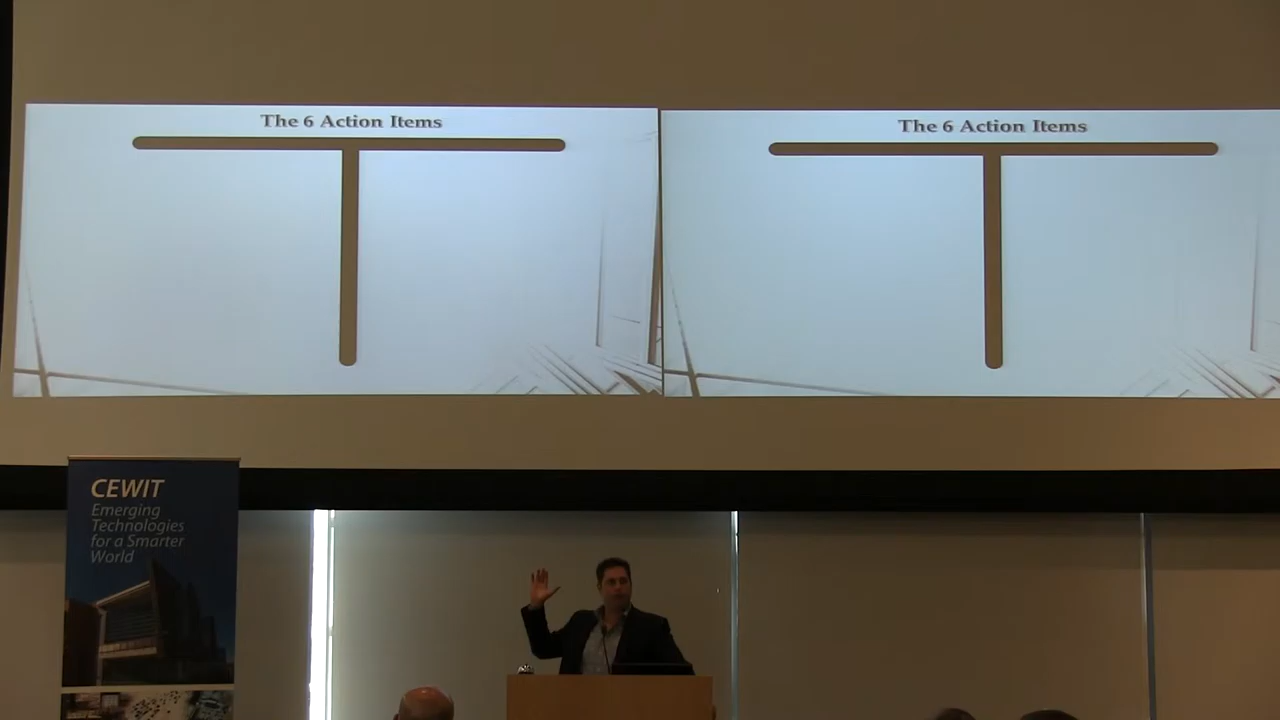 The 6 Action Items
The 6 Action Items
CEWIT
Emerging
Technologies
for a Smarter
World